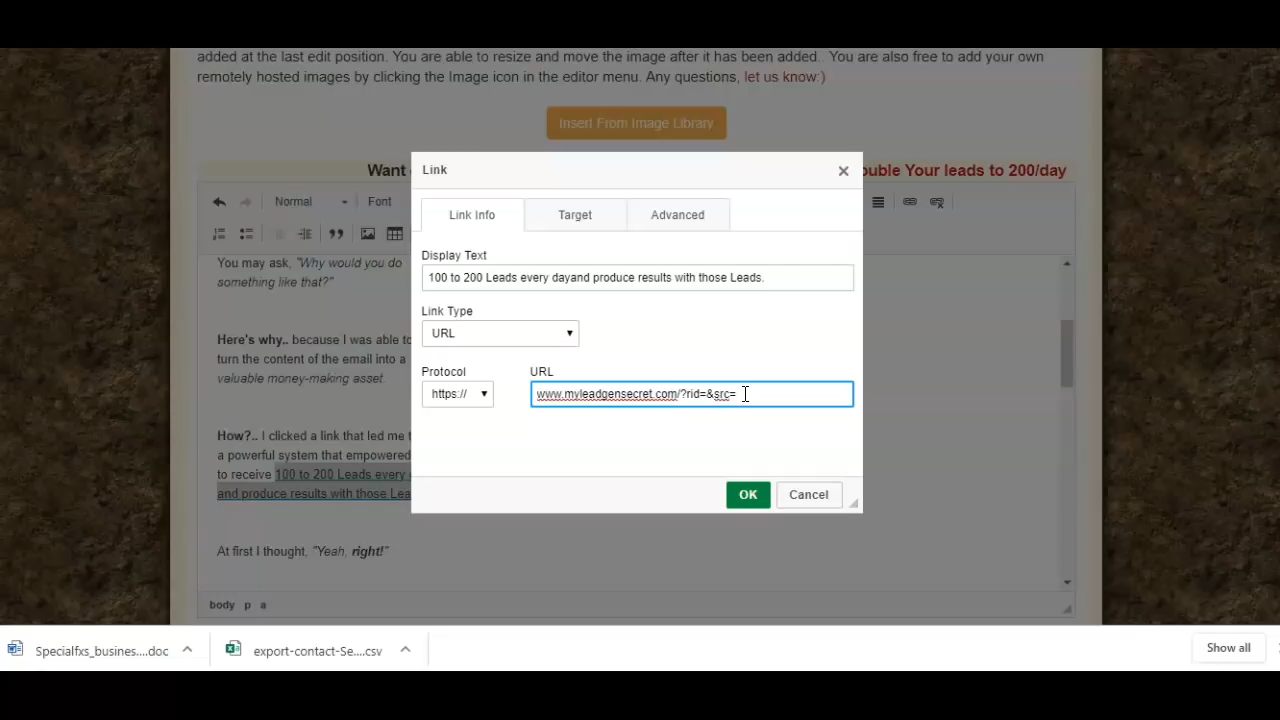 added at the last edit position. You are able to resize and move the image after it has been added.. You are also free to add your own
remotely hosted images by clicking the Image icon in the editor menu. Any questions, let us know:)
Insert From Image Library
Want
ouble Your leads to 200/day
Link
Normal
Font
Link Info
Target
Advanced
You may ask, "Why would you do
something like that?"
Display Text
100 to 200 Leads every dayand produce results with those Leads.
Link Type
URL
Here's why.. because I was able to
turn the content of the email into a
valuable money-making asset.
Protocol
URL
https://
www.myleadgensecret.com/?rid=&src=
How?.. I clicked a link that led me t
a powerful system that empowered
to receive 100 to 200 Leads every
and produce results with those Lea
OK
Cancel
At first I thought, "Yeah, right!"
body p a
Specialfxs_busines....doc
export-contact-Se....csv
Show all